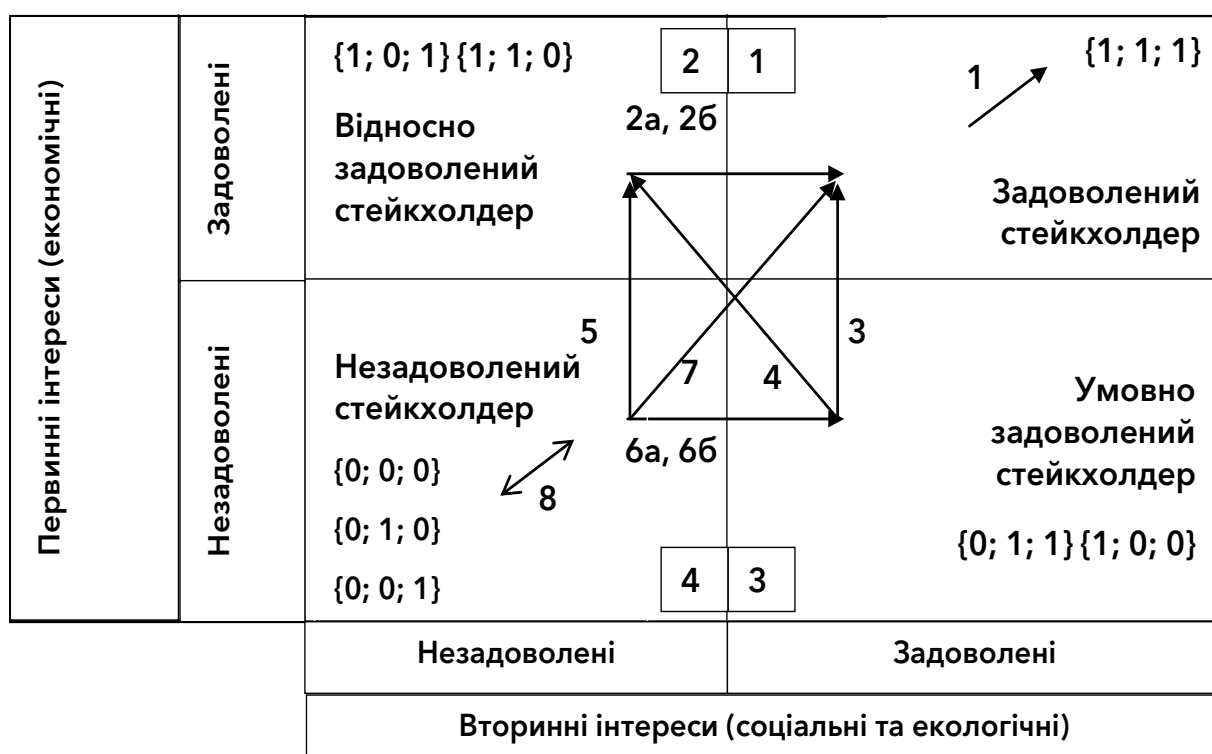 Первинні інтереси (економічні)
Задоволені
{1; 0; 1} {1; 1; 0}
2
1
1
{1; 1; 1}
2а, 2б
Відносно
задоволений
стейкхолдер
Задоволений
стейкхолдер
Незадоволені
5
3
Незадоволений
стейкхолдер
7
4
Умовно
задоволений
стейкхолдер
6а, 6б
{0; 0; 0}
8
{0; 1; 0}
{0; 1; 1} {1; 0; 0}
{0; 0; 1}
4
3
Незадоволені
Задоволені
Вторинні інтереси (соціальні та екологічні)